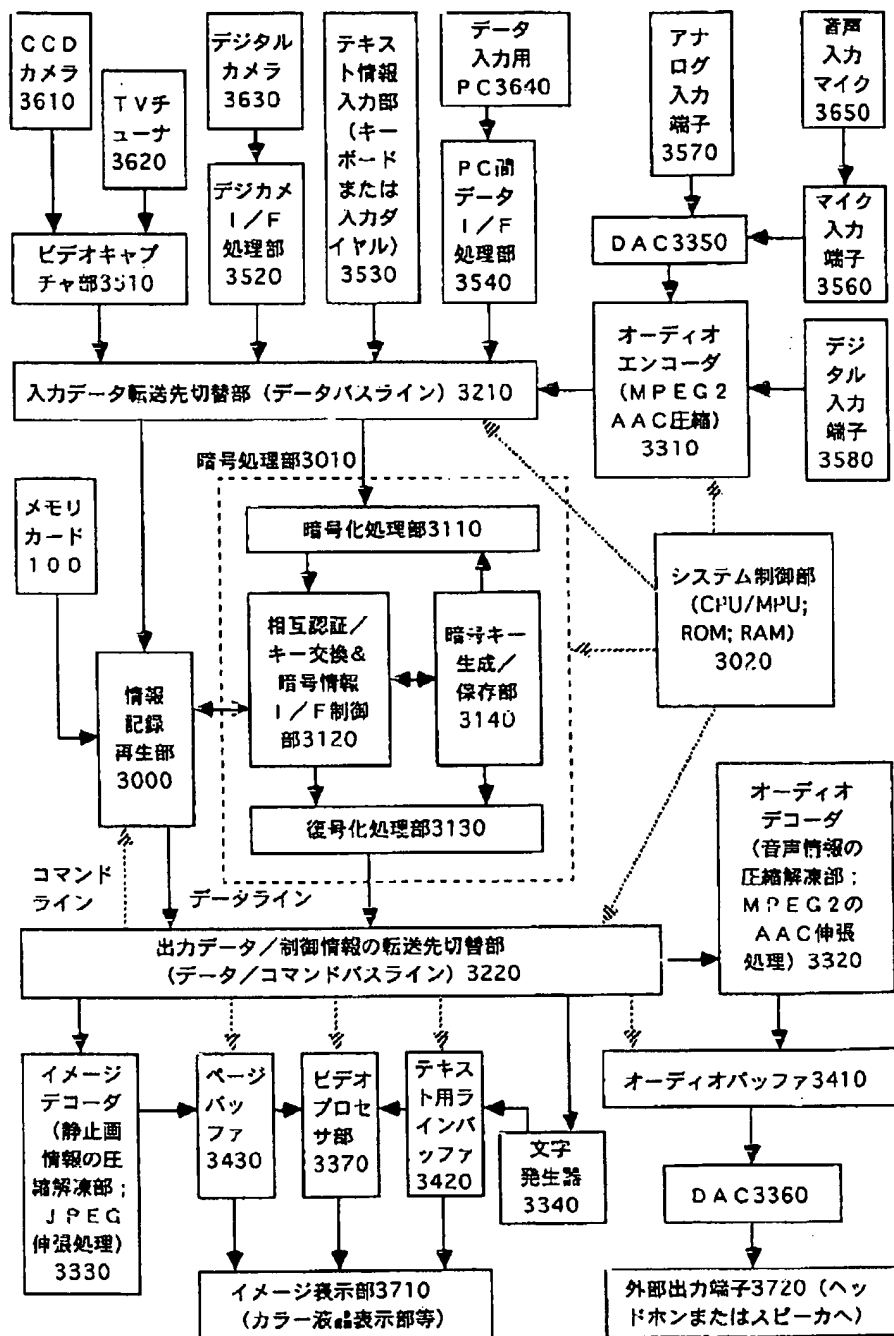 CCD
カメラ
3610
TVチ
ューナ
3620
デジタル
カメラ
3630
テキス
ト情報
入力部
(キー
ボード
または
入力ダ
イヤル)
3530
データ
入力用
PC3640
アナ
ログ
入力
端子
3570
音声
入力
マイク
3650
ビデオキャプ
チャ部3510
デジカメ
I/F
処理部
3520
PC間
データ
I/F
処理部
3540
DAC3350
マイク
入力
端子
3560
オーディオ
エンコーダ
(MPEG2
AAC圧縮)
3310
デジ
タル
入力
端子
3580
入力データ転送先切替部(データバスライン)3210
暗号処理部3010
メモリ
カード
100
暗号化処理部3110
相互認証/
キー交換&
暗号情報
I/F制御
部3120
暗号キー
生成/
保存部
3140
システム制御部
(CPU/MPU;
ROM; RAM)
3020
情報
記録
再生部
3000
復号化処理部3130
オーディオ
デコーダ
(音声情報の
圧縮解凍部;
MPEG2の
AAC伸張
処理)3320
コマンド
ライン
データライン
出力データ/制御情報の転送先切替部
(データ/コマンドバスライン)3220
イメージ
デコーダ
(静止画
情報の圧
縮解凍部;
JPEG
伸張処理)
3330
ページ
バッ
ファ
3430
ビデオ
プロセ
サ部
3370
テキス
ト用ラ
インバ
ッファ
3420
文字
発生器
3340
オーディオバッファ3410
DAC3360
イメージ表示部3710
(カラー液晶表示部等)
外部出力端子3720(ヘッ
ドホンまたはスピーカへ)